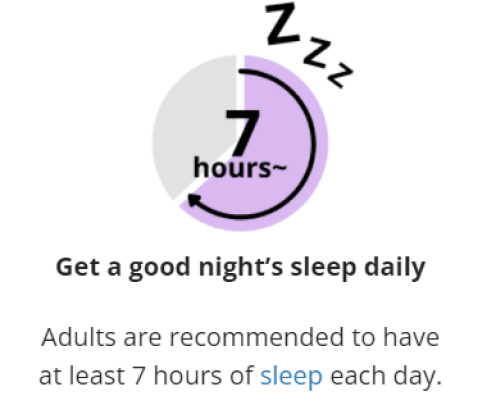 Z
Z
Z
7
hours~
Get a good night’s sleep daily
Adults are recommended to have
at least 7 hours of sleep each day.